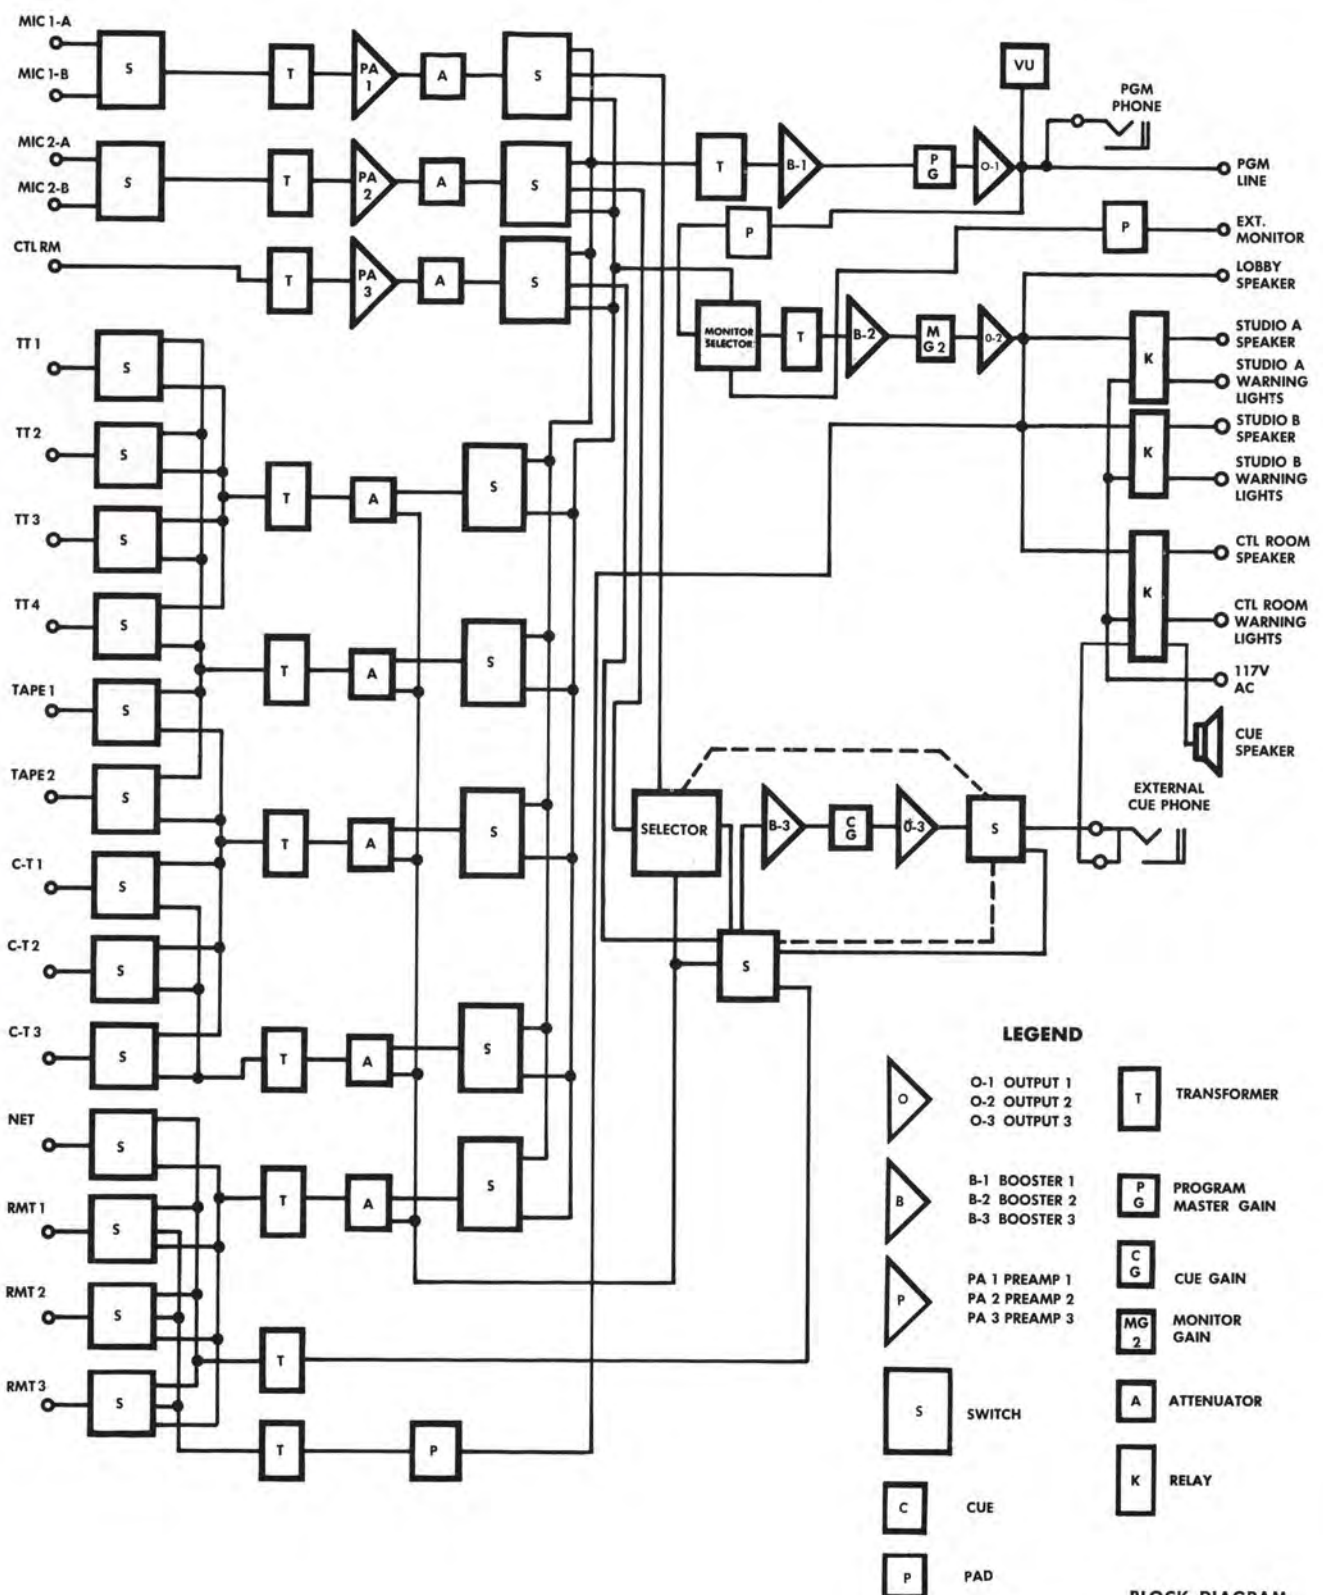 MIC 1-A
S
T
PA
1
A
S
VU
PGM
PHONE
MIC 1-B
MIC 2-A
S
T
PA
2
A
S
T
B-1
P
G
O-1
PGM
LINE
MIC 2-B
P
P
EXT.
MONITOR
CTL RM
T
PA
3
A
S
LOBBY
SPEAKER
MONITOR
SELECTOR
T
B-2
M
G2
O-2
K
STUDIO A
SPEAKER
STUDIO A
WARNING
LIGHTS
TT 1
S
TT 2
S
K
STUDIO B
SPEAKER
STUDIO B
WARNING
LIGHTS
T
A
S
TT 3
S
K
CTL ROOM
SPEAKER
CTL ROOM
WARNING
LIGHTS
TT 4
S
T
A
S
117V
AC
TAPE 1
S
CUE
SPEAKER
TAPE 2
S
EXTERNAL
CUE PHONE
T
A
S
SELECTOR
B-3
C
G
O-3
S
C-T 1
S
C-T 2
S
S
C-T 3
S
T
A
S
NET
S
T
A
S
RMT 1
S
RMT 2
S
T
RMT 3
S
T
P
LEGEND
O
O-1 OUTPUT 1
O-2 OUTPUT 2
O-3 OUTPUT 3
T
TRANSFORMER
B
B-1 BOOSTER 1
B-2 BOOSTER 2
B-3 BOOSTER 3
P
G
PROGRAM
MASTER GAIN
C
G
CUE GAIN
P
PA 1 PREAMP 1
PA 2 PREAMP 2
PA 3 PREAMP 3
MG
2
MONITOR
GAIN
S
SWITCH
A
ATTENUATOR
K
RELAY
C
CUE
P
PAD
BLOCK DIAGRAM